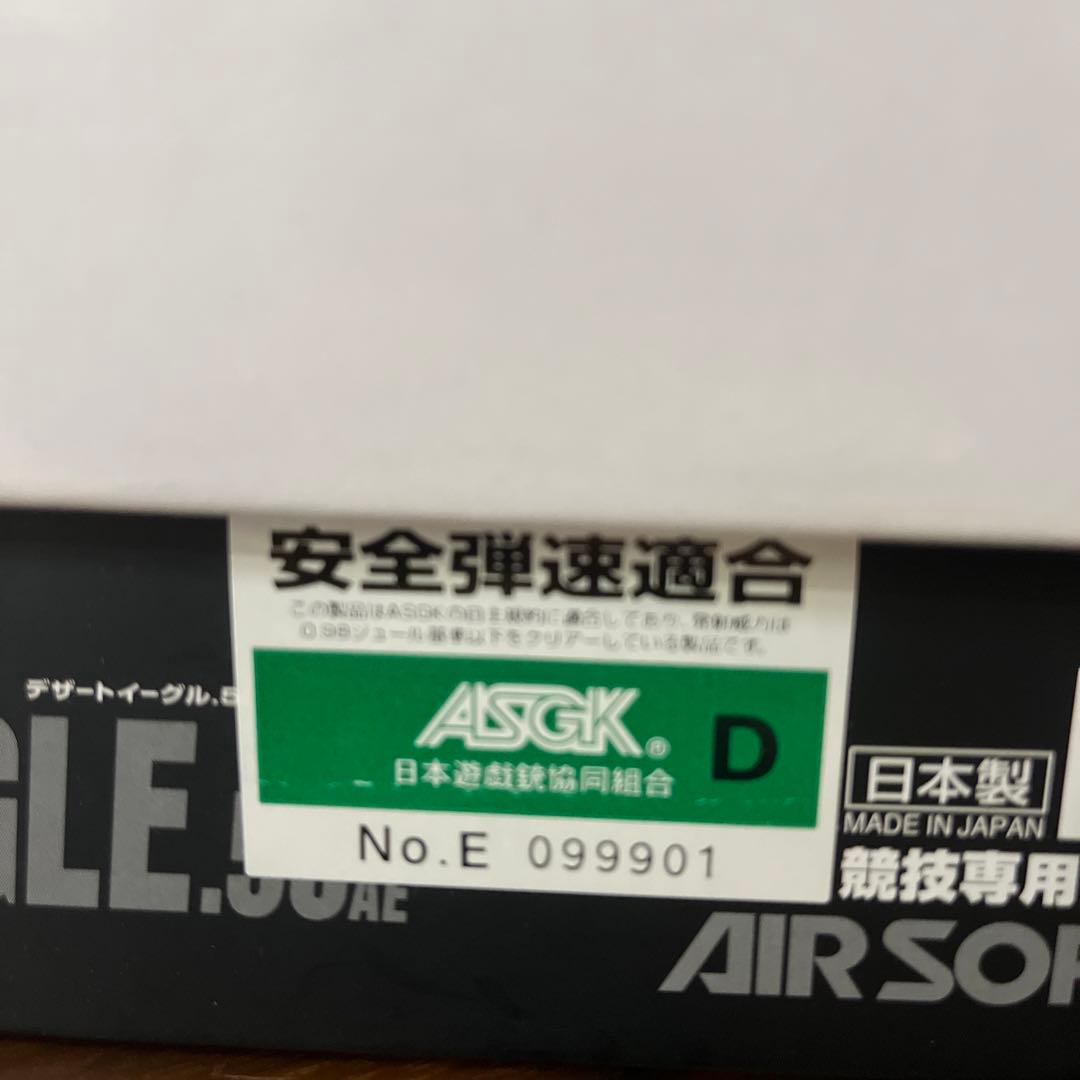 安全弾速適合
この製品はASGKの自主規約に適合しており、発射威力は
0.98ジュール基準以下をクリアーしている製品です。
デザートイーグル.5
ASGK® D
日本遊戯銃協同組合
日本製
MADE IN JAPAN
No.E 099901
競技専用
GLE.50AE
AIR SOF